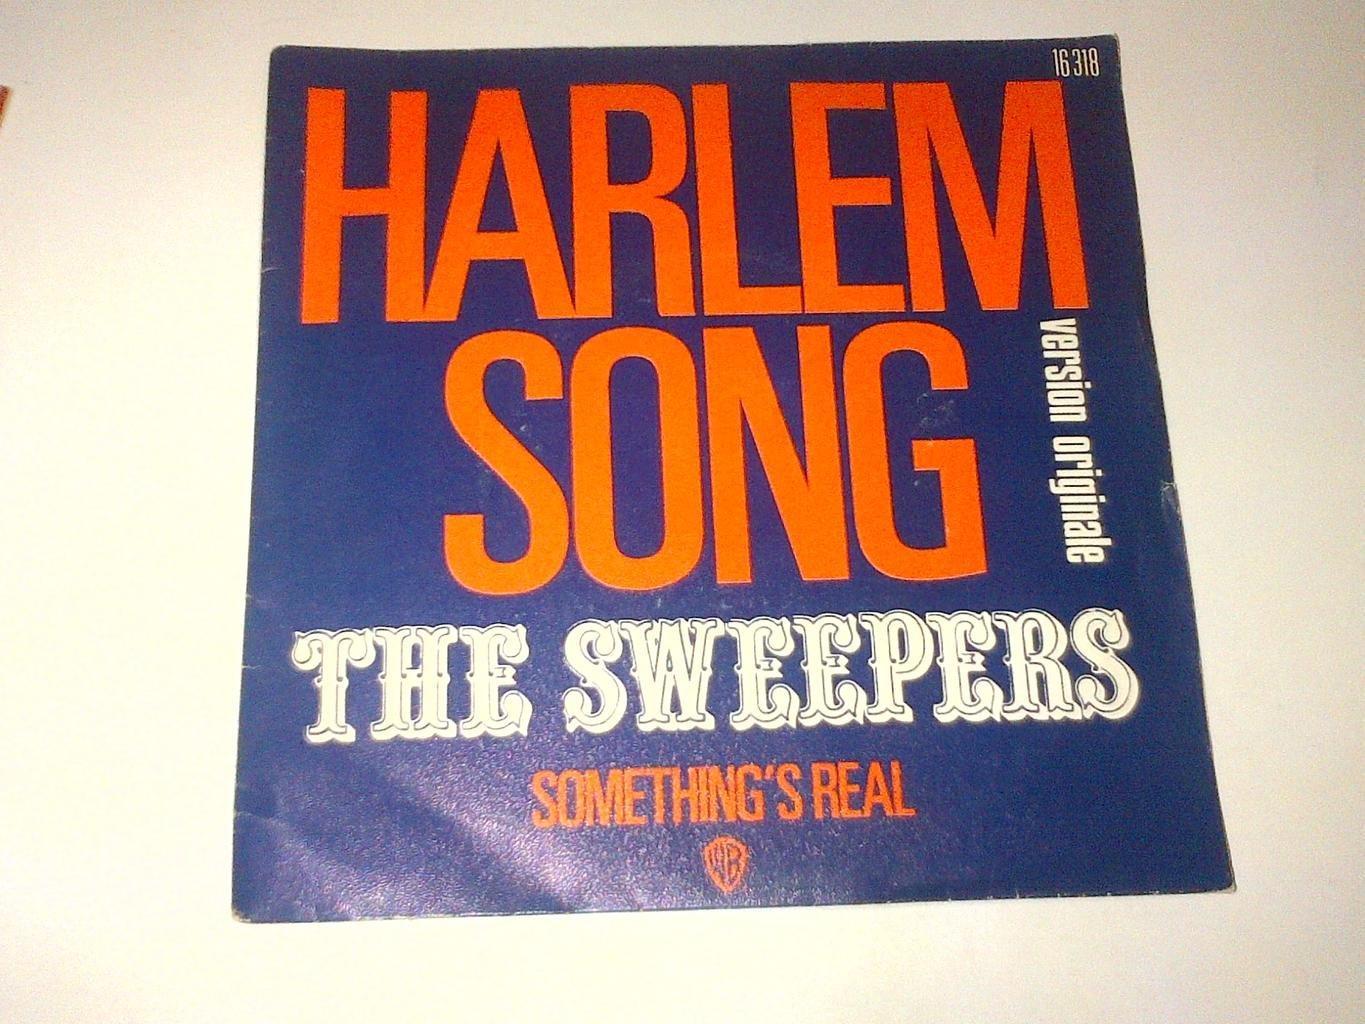 16 318
HARLEM
SONG
version originale
THE SWEEPERS
SOMETHING'S REAL
WB